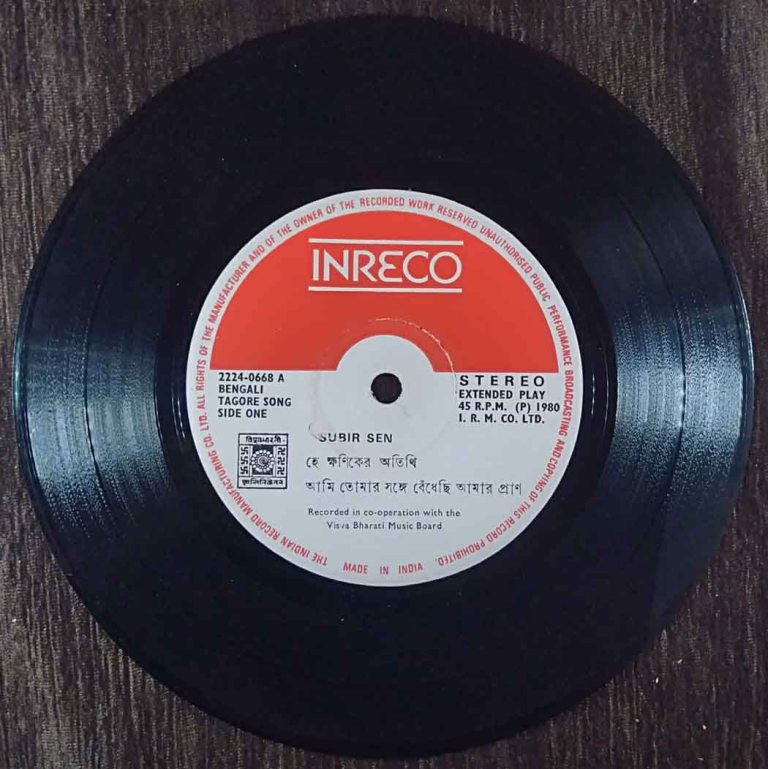 THE INDIAN RECORD MANUFACTURING CO. LTD. ALL RIGHTS OF THE MANUFACTURER AND OF THE OWNER OF THE RECORDED WORK RESERVED UNAUTHORISED PUBLIC PERFORMANCE BROADCASTING AND COPYING OF THIS RECORD PROHIBITED.
INRECO
2224-0668 A
BENGALI
TAGORE SONG
SIDE ONE
STEREO
EXTENDED PLAY
45 R.P.M. (P) 1980
I. R. M. CO. LTD.
SUBIR SEN
হে ক্ষণিকের অতিথি
আমি তোমার সঙ্গে বেঁধেছি আমার প্রাণ
Recorded in co-operation with the
Visva Bharati Music Board
MADE IN INDIA